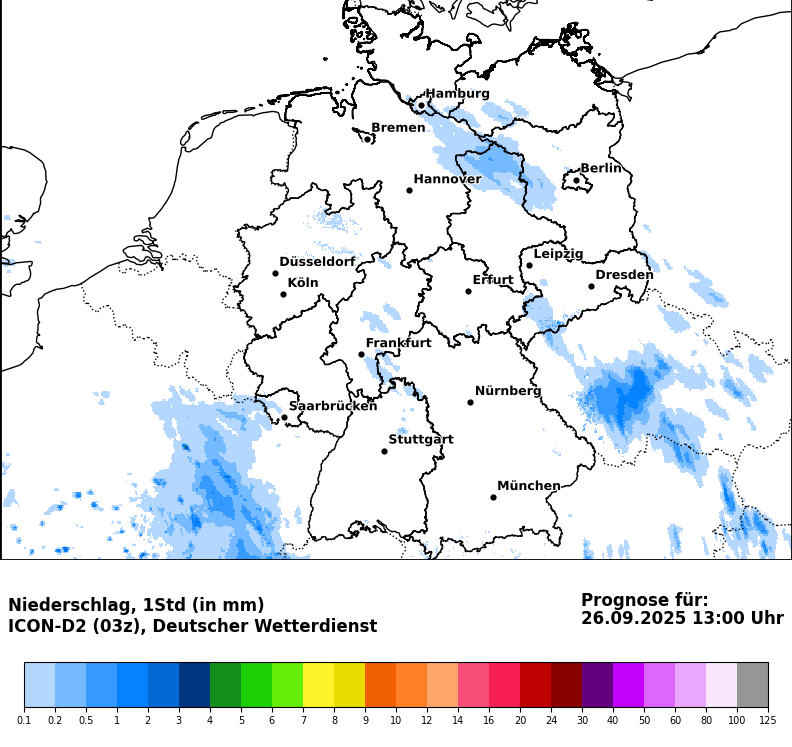 Hamburg
Bremen
Berlin
Hannover
Leipzig
Düsseldorf
Dresden
Köln
Erfurt
Frankfurt
Nürnberg
Saarbrücken
Stuttgart
München
Niederschlag, 1Std (in mm)
ICON-D2 (03z), Deutscher Wetterdienst
Prognose für:
26.09.2025 13:00 Uhr
0.1 0.2 0.5 1 2 3 4 5 6 7 8 9 10 12 14 16 20 24 30 40 50 60 80 100 125